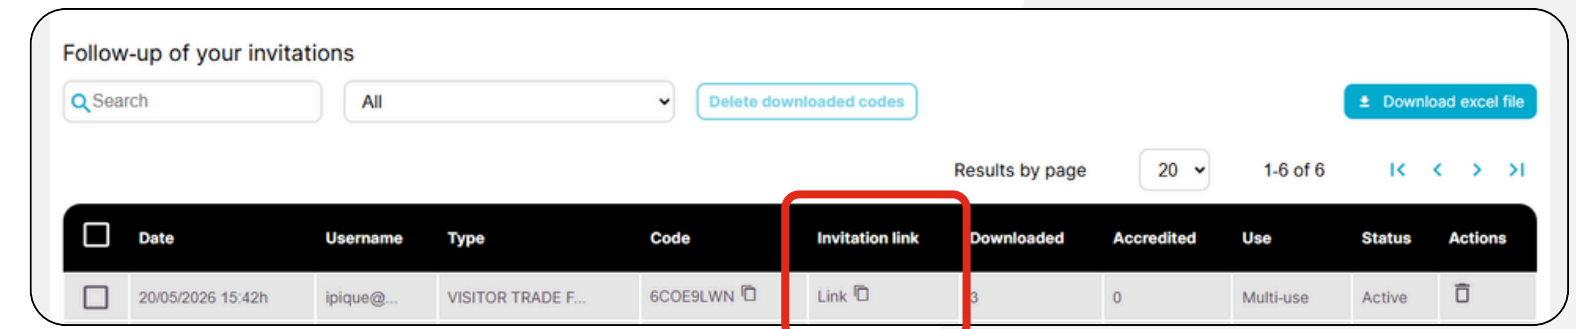 Follow-up of your invitations
Search All Delete downloaded codes Download excel file
Results by page 20 1-6 of 6
Date Username Type Code Invitation link Downloaded Accredited Use Status Actions
20/05/2026 15:42h ipique@... VISITOR TRADE F... 6COE9LWN Link 3 0 Multi-use Active